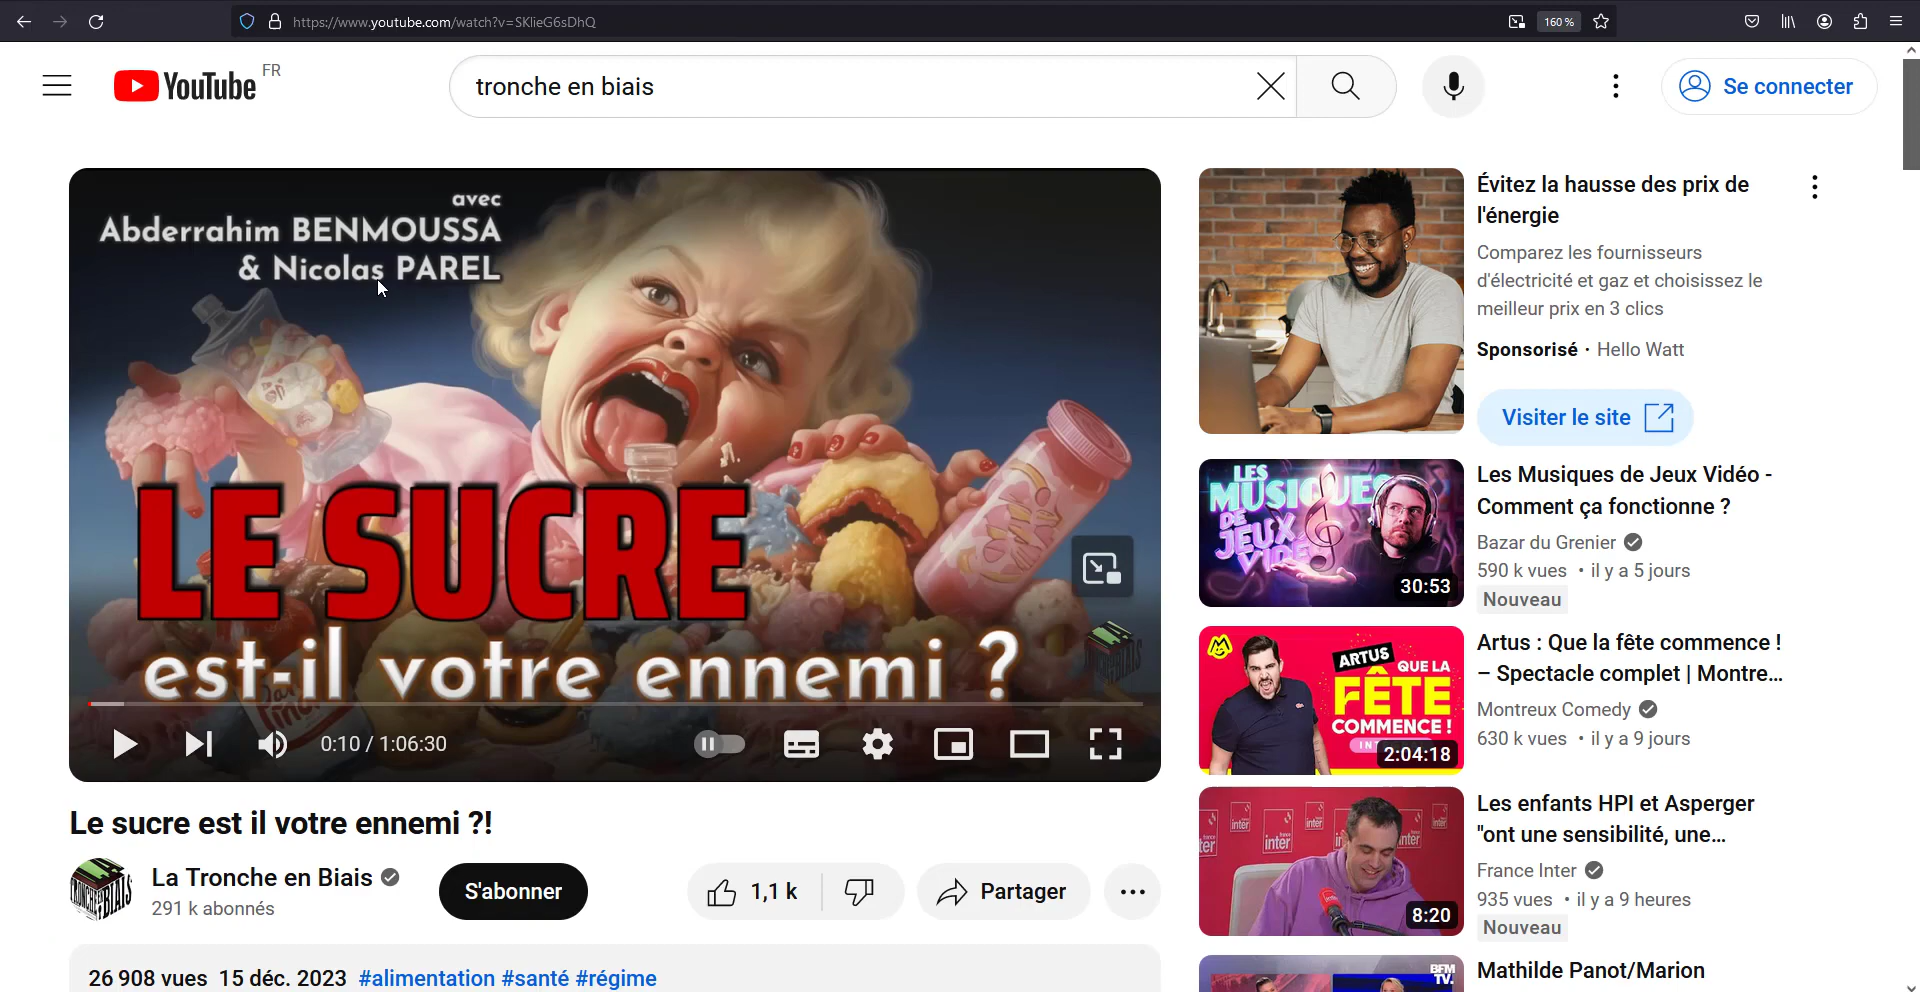 https://www.youtube.com/watch?v=SKlieG6sDhQ
160 %
YouTube FR
tronche en biais
Se connecter
avec
Abderrahim BENMOUSSA
& Nicolas PAREL
LE SUCRE
est-il votre ennemi ?
0:10 / 1:06:30
Le sucre est il votre ennemi ?!
La Tronche en Biais
291 k abonnés
S'abonner
1,1 k
Partager
26 908 vues 15 déc. 2023 #alimentation #santé #régime
Évitez la hausse des prix de
l'énergie
Comparez les fournisseurs
d'électricité et gaz et choisissez le
meilleur prix en 3 clics
Sponsorisé · Hello Watt
Visiter le site
LES
MUSIQUES
DE
JEUX
VIDÉ
30:53
Les Musiques de Jeux Vidéo -
Comment ça fonctionne ?
Bazar du Grenier
590 k vues • il y a 5 jours
Nouveau
ARTUS
QUE LA
FÊTE
COMMENCE !
2:04:18
Artus : Que la fête commence !
– Spectacle complet | Montre...
Montreux Comedy
630 k vues • il y a 9 jours
inter
inter
inter
inter
inter
8:20
Les enfants HPI et Asperger
"ont une sensibilité, une...
France Inter
935 vues • il y a 9 heures
Nouveau
BFM
TV.
Mathilde Panot/Marion